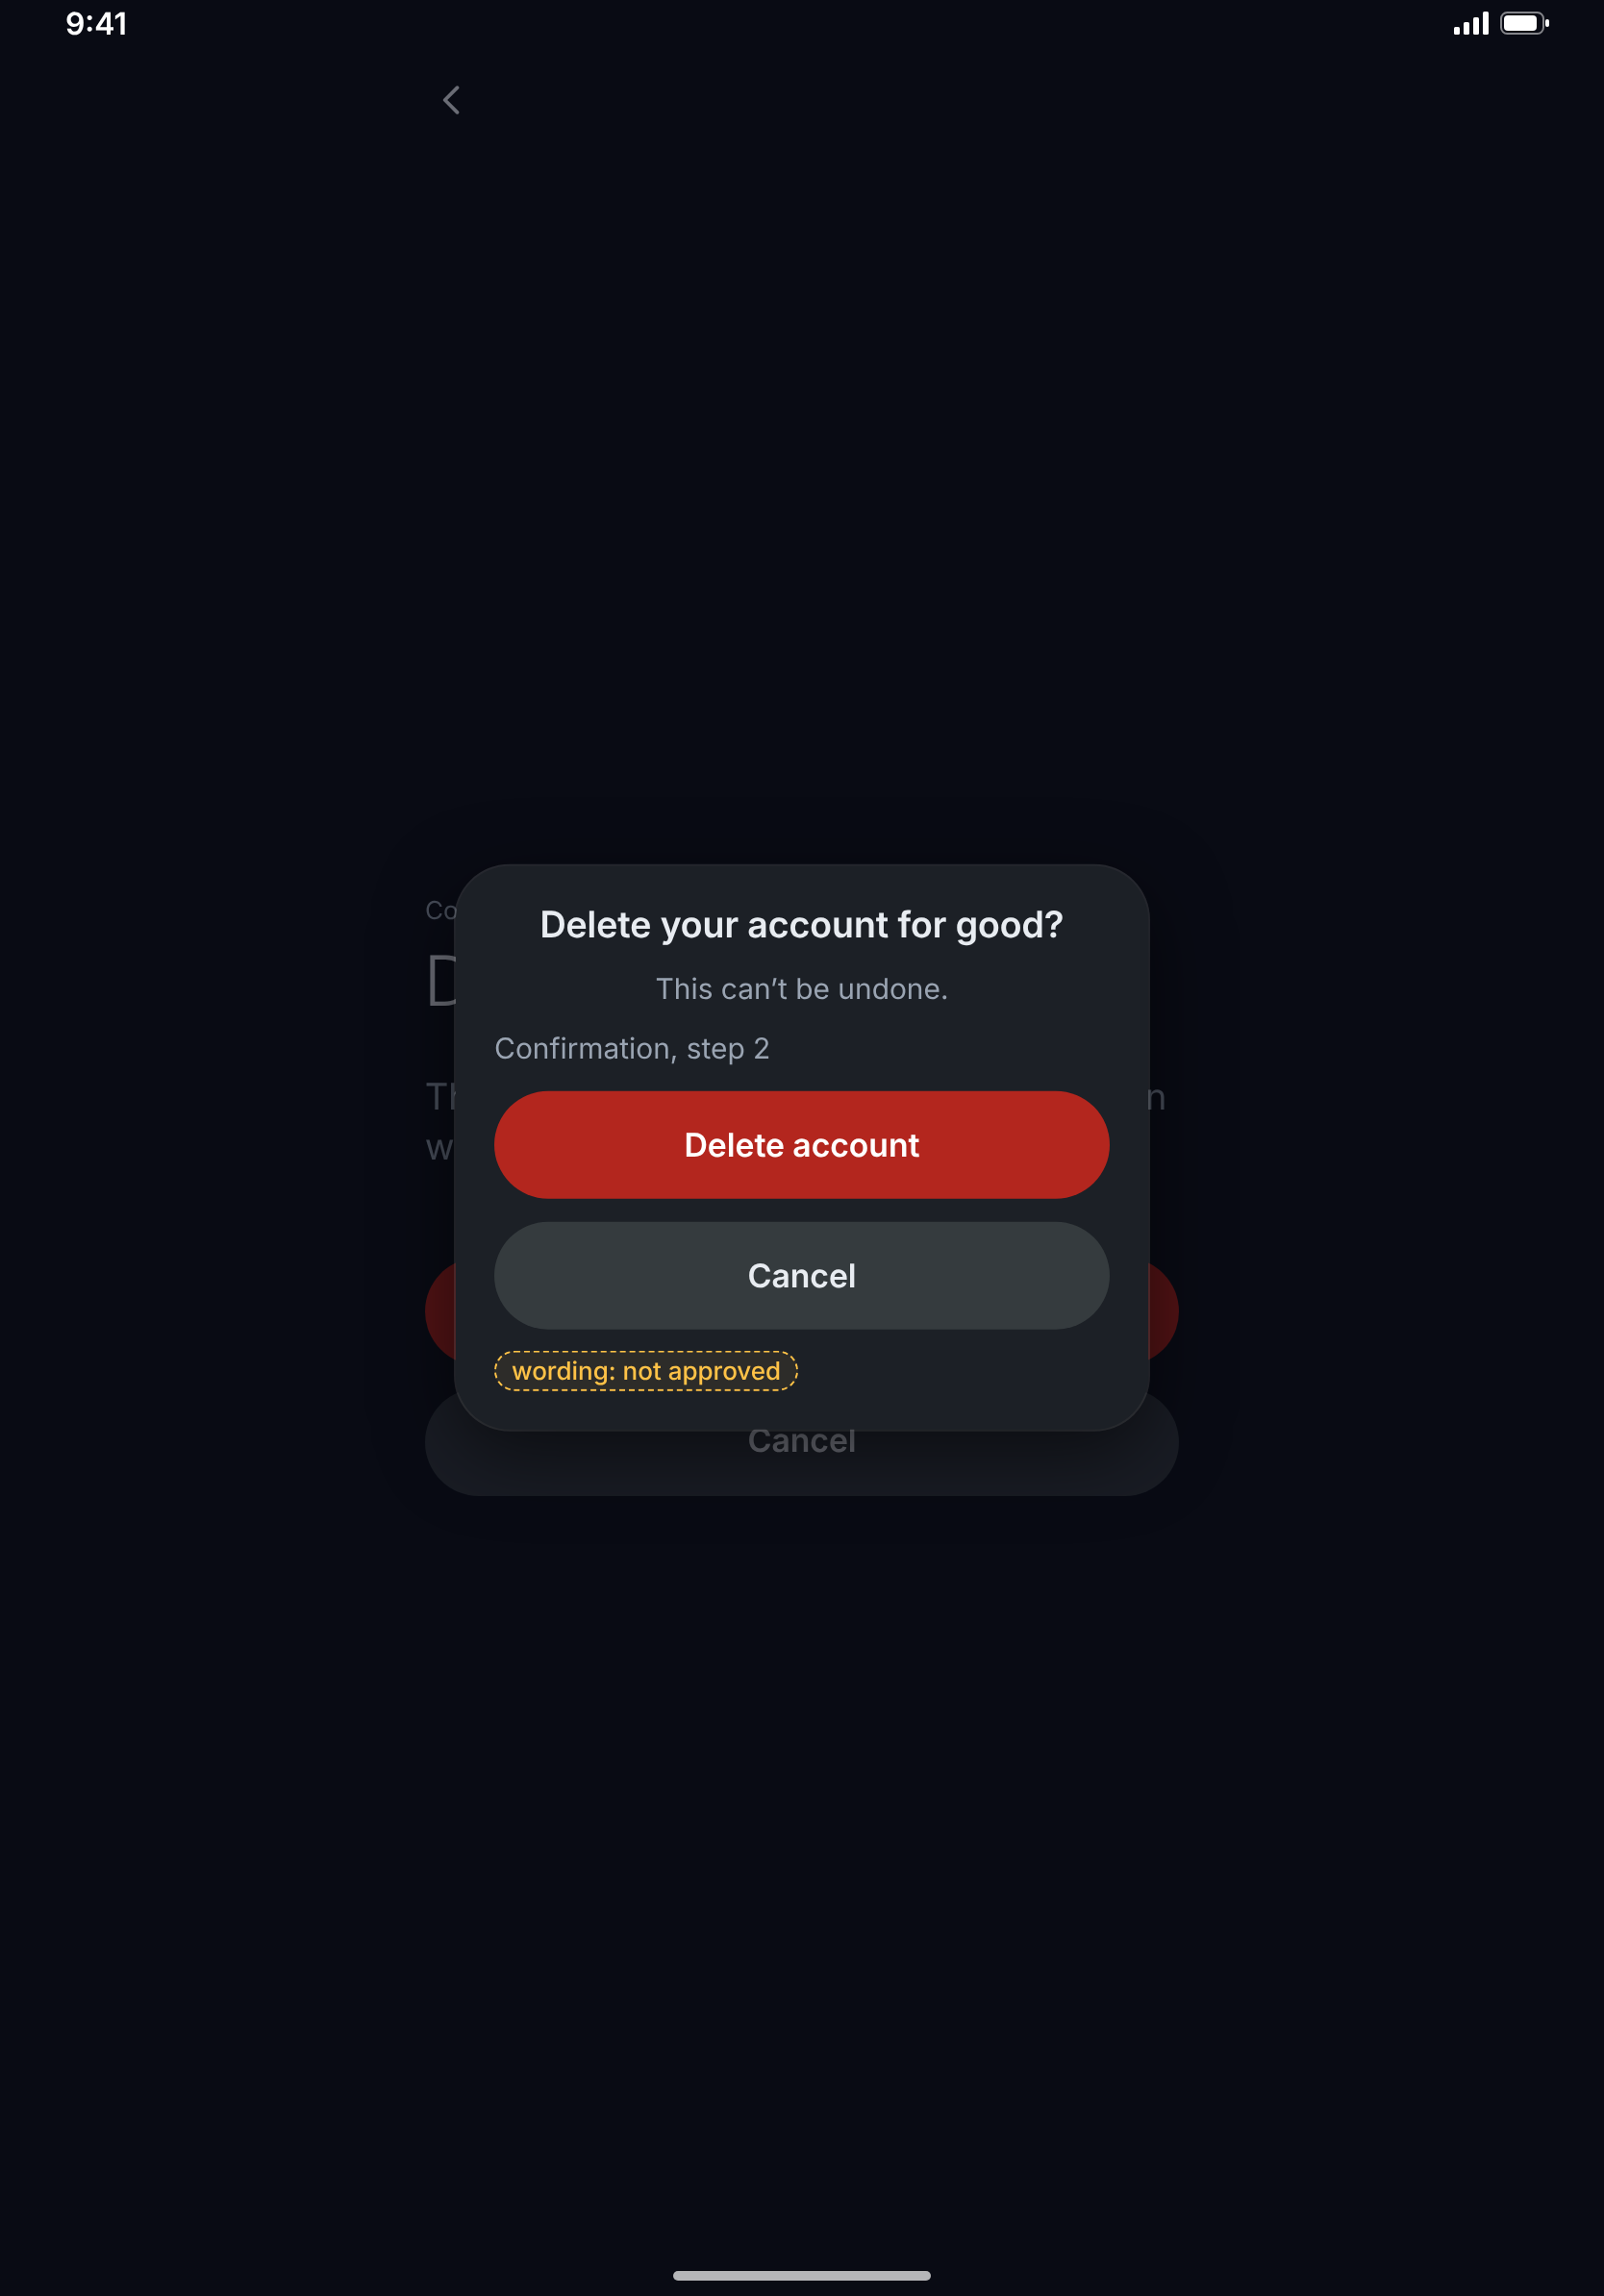 9:41
Delete your account for good?
This can’t be undone.
Confirmation, step 2
Delete account
Cancel
wording: not approved
Cancel